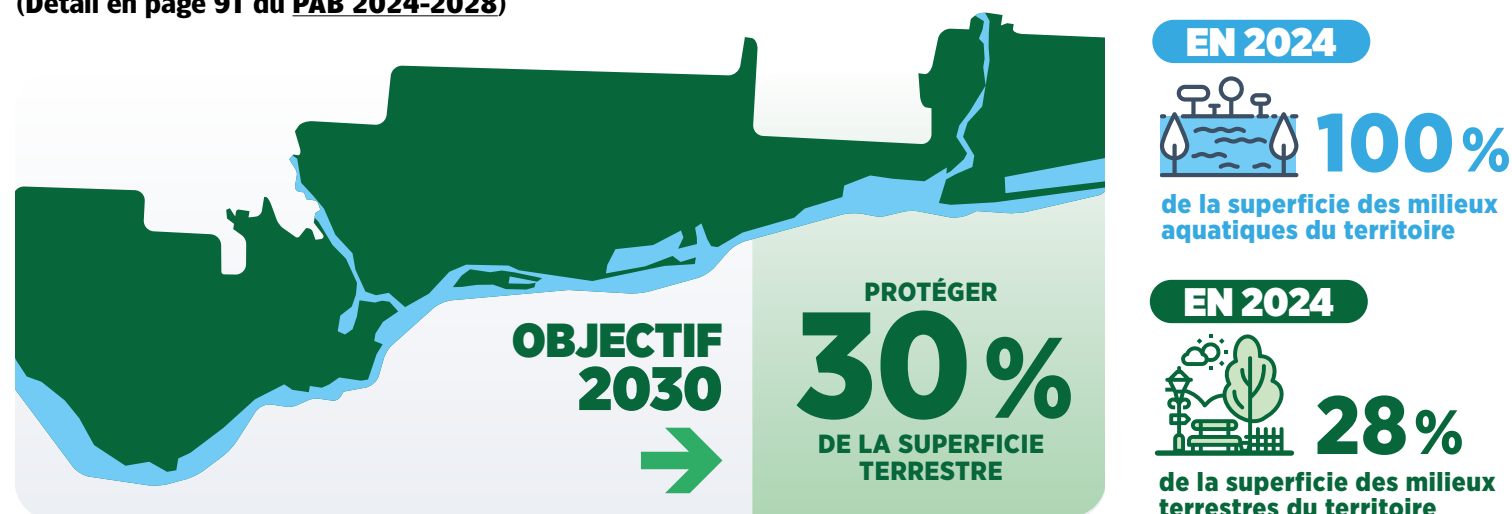 (Détail en page 91 du PAB 2024-2028)
OBJECTIF
2030
PROTÉGER
30 %
DE LA SUPERFICIE
TERRESTRE
EN 2024
100 %
de la superficie des milieux
aquatiques du territoire
EN 2024
28 %
de la superficie des milieux
terrestres du territoire